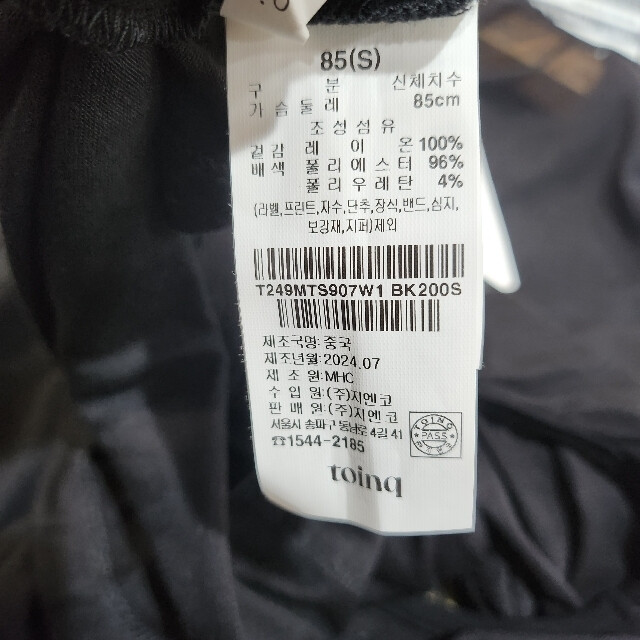 85(S)
구 분 신체치수
가슴둘레 85cm
조성섬유
겉감 레 이 온 100%
배색 폴리에스터 96%
폴리우레탄 4%
(라벨,프린트,자수,단추,장식,밴드,심지,
보강재,지퍼)제외
T249MTS907W1 BK200S
제조국명:중국
제조년월:2024.07
제 조 원:MHC
수 입 원:(주)지엔코
판 매 원:(주)지엔코
서울시 송파구 동남로 4길 41
☎1544-2185
TOINQ
PASS
toinq